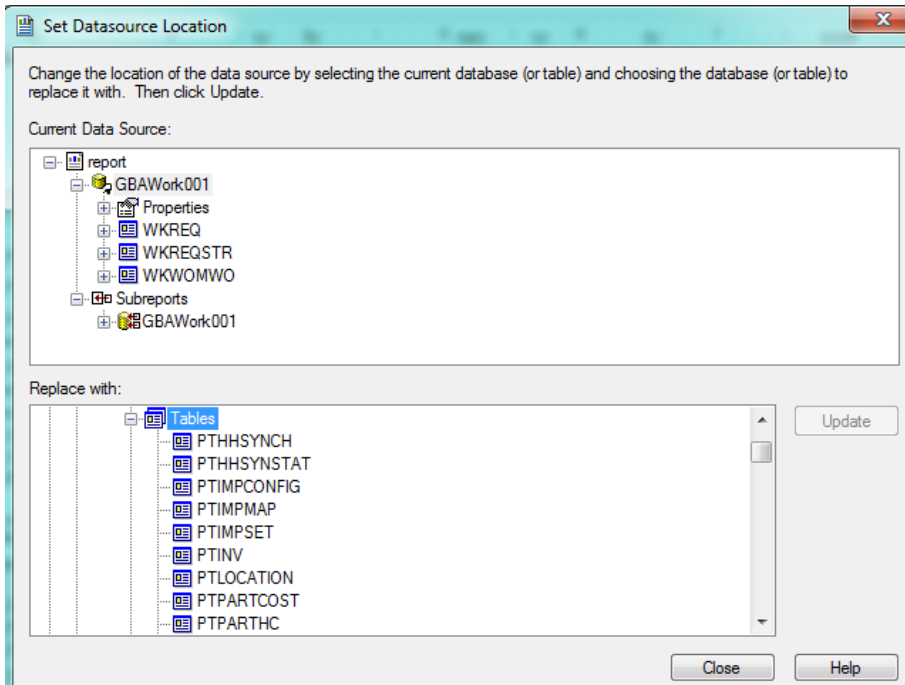 Set Datasource Location
Change the location of the data source by selecting the current database (or table) and choosing the database (or table) to
replace it with.  Then click Update.
Current Data Source:
report
GBAWork001
Properties
WKREQ
WKREQSTR
WKWOMWO
Subreports
GBAWork001
Replace with:
Tables
PTHHSYNCH
PTHHSYNSTAT
PTIMPCONFIG
PTIMPMAP
PTIMPSET
PTINV
PTLOCATION
PTPARTCOST
PTPARTHC
Update
Close
Help